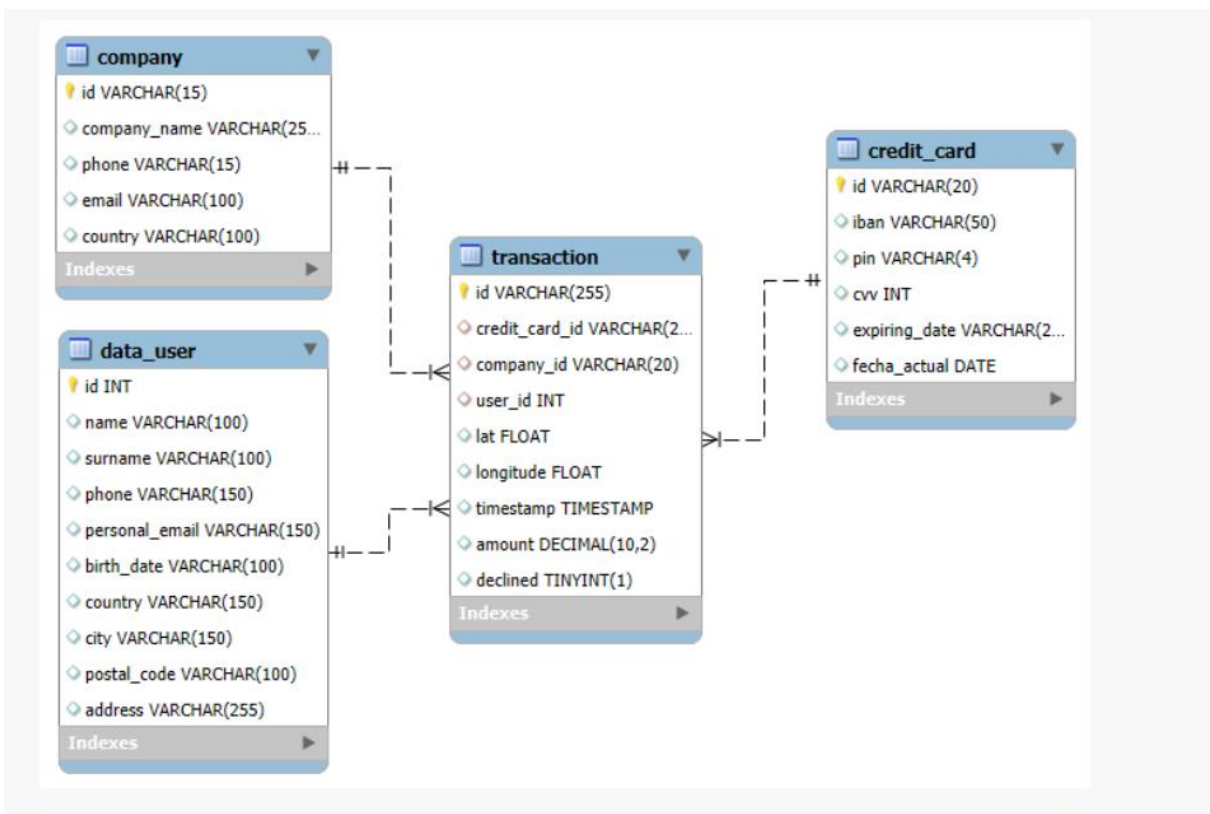 company
id VARCHAR(15)
company_name VARCHAR(25...
phone VARCHAR(15)
email VARCHAR(100)
country VARCHAR(100)
Indexes
data_user
id INT
name VARCHAR(100)
surname VARCHAR(100)
phone VARCHAR(150)
personal_email VARCHAR(150)
birth_date VARCHAR(100)
country VARCHAR(150)
city VARCHAR(150)
postal_code VARCHAR(100)
address VARCHAR(255)
Indexes
transaction
id VARCHAR(255)
credit_card_id VARCHAR(2...
company_id VARCHAR(20)
user_id INT
lat FLOAT
longitude FLOAT
timestamp TIMESTAMP
amount DECIMAL(10,2)
declined TINYINT(1)
Indexes
credit_card
id VARCHAR(20)
iban VARCHAR(50)
pin VARCHAR(4)
cvv INT
expiring_date VARCHAR(2...
fecha_actual DATE
Indexes